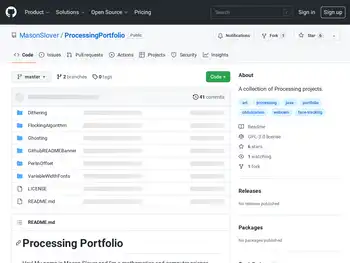 Product Solutions Open Source Pricing Search Sign in Sign up
MasonSlover / ProcessingPortfolio Public
Notifications Fork 1 Star 6
Code Issues Pull requests Actions Projects Security Insights
master 2 branches 0 tags Code
41 commits
Dithering
FlockingAlgorithm
Ghosting
GithubREADMEBanner
PerlinOffset
VariableWidthFonts
LICENSE
README.md
README.md
Processing Portfolio
About
A collection of Processing projects.
art processing java portfolio
webcam face-tracking
Readme
GPL-3.0 license
6 stars
1 watching
1 fork
Releases
No releases published
Packages
No packages published